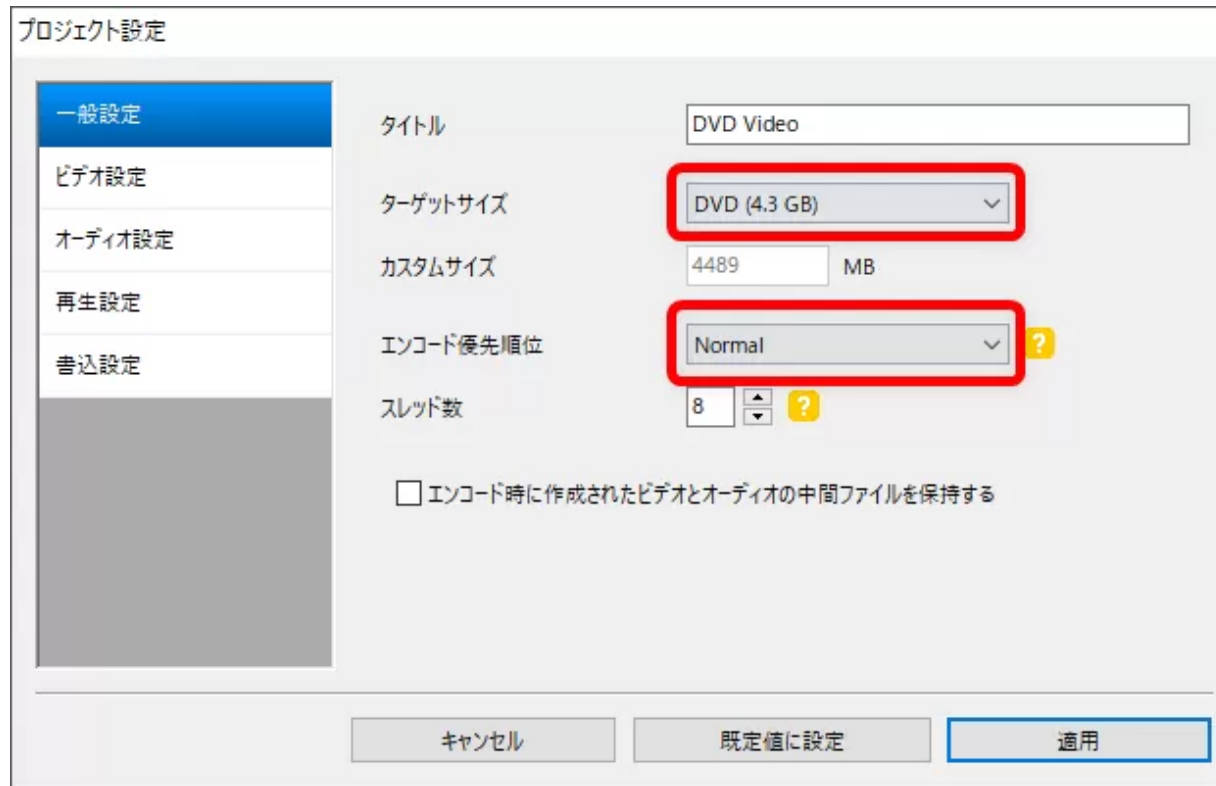 プロジェクト設定
一般設定
ビデオ設定
オーディオ設定
再生設定
書込設定
タイトル
DVD Video
ターゲットサイズ
DVD (4.3 GB)
カスタムサイズ
4489 MB
エンコード優先順位
Normal ?
スレッド数
8 ?
エンコード時に作成されたビデオとオーディオの中間ファイルを保持する
キャンセル
既定値に設定
適用